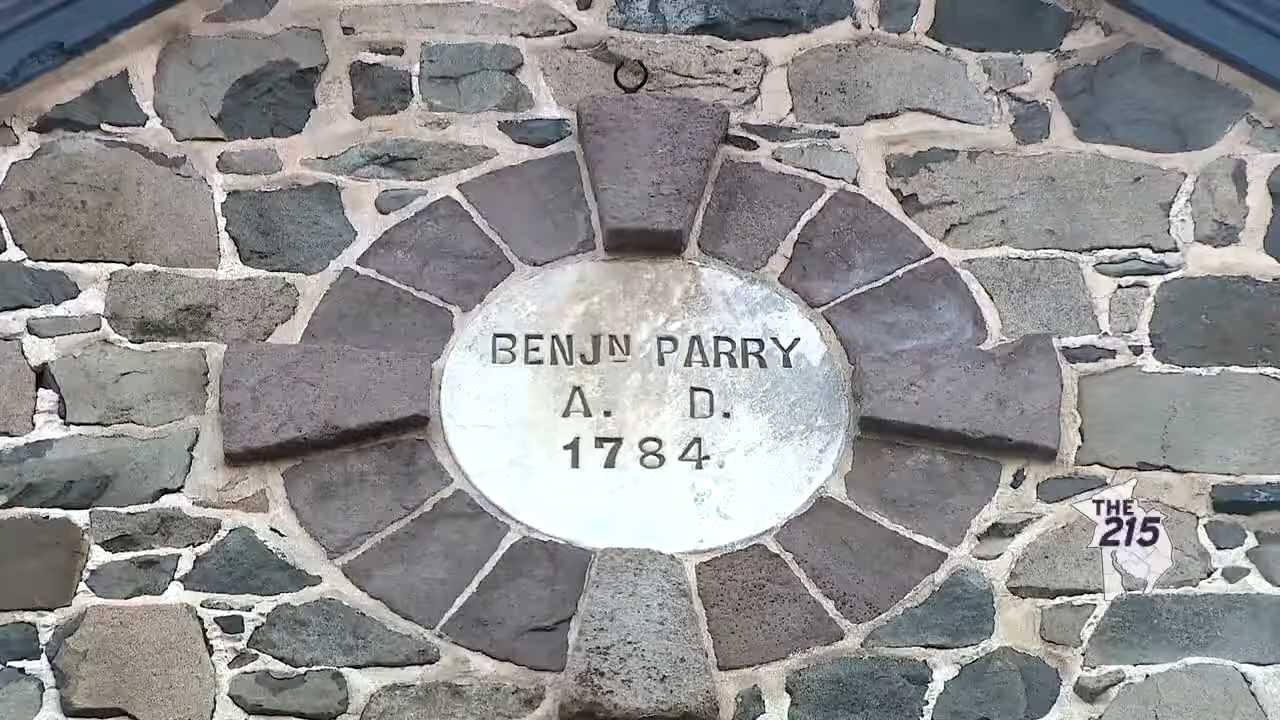 BENJN PARRY
A. D.
1784.
THE
215